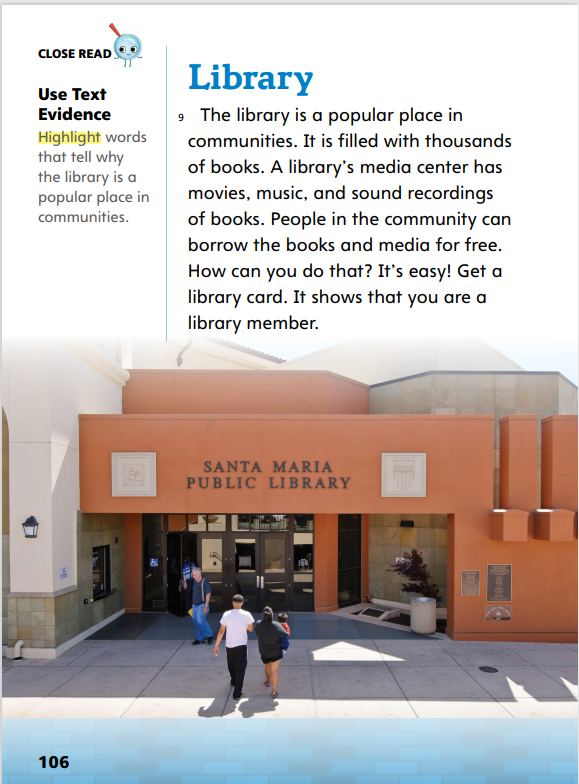 CLOSE READ
Use Text
Evidence
Highlight words
that tell why
the library is a
popular place in
communities.
Library
9 The library is a popular place in
communities. It is filled with thousands
of books. A library's media center has
movies, music, and sound recordings
of books. People in the community can
borrow the books and media for free.
How can you do that? It's easy! Get a
library card. It shows that you are a
library member.
SANTA MARIA
PUBLIC LIBRARY
106